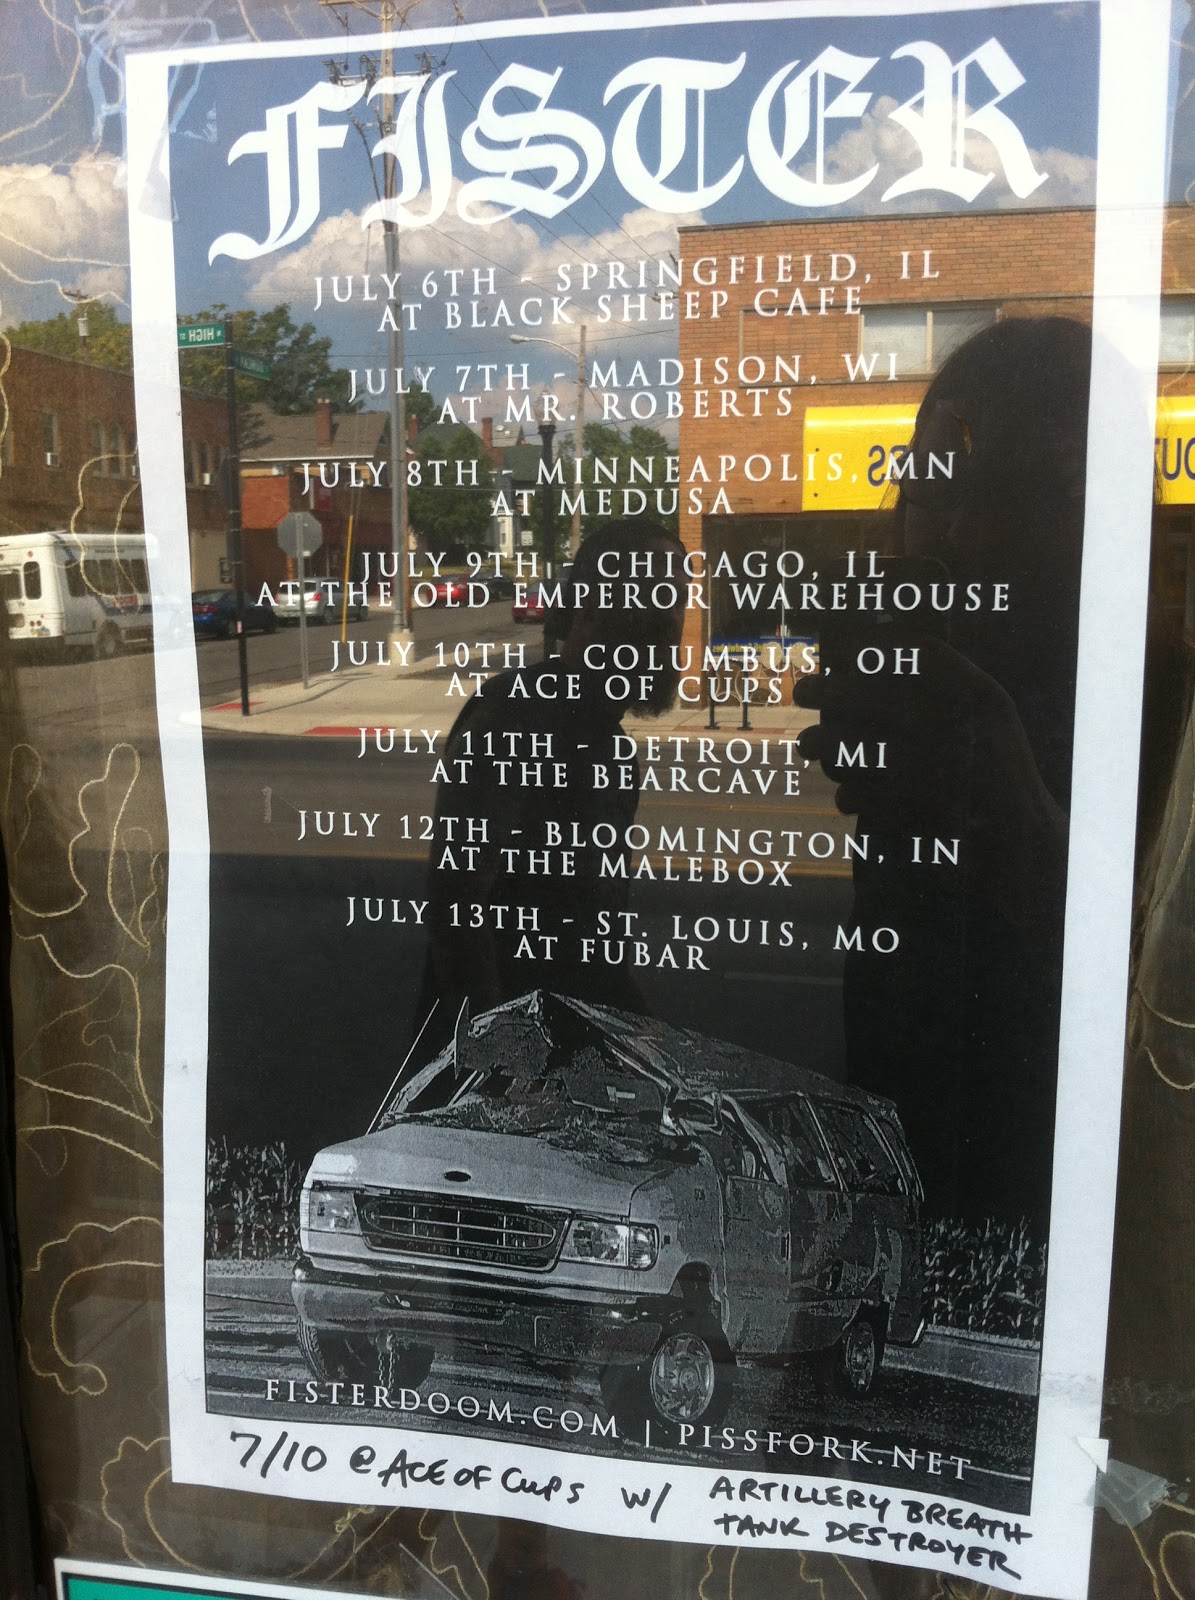 FISTER
JULY 6TH - SPRINGFIELD, IL
AT BLACK SHEEP CAFE
JULY 7TH - MADISON, WI
AT MR. ROBERTS
JULY 8TH - MINNEAPOLIS, MN
AT MEDUSA
JULY 9TH - CHICAGO, IL
AT THE OLD EMPEROR WAREHOUSE
JULY 10TH - COLUMBUS, OH
AT ACE OF CUPS
JULY 11TH - DETROIT, MI
AT THE BEARCAVE
JULY 12TH - BLOOMINGTON, IN
AT THE MALEBOX
JULY 13TH - ST. LOUIS, MO
AT FUBAR
FISTERDOOM.COM | PISSFORK.NET
7/10 @ ACE OF CUPS W/ ARTILLERY BREATH
TANK DESTROYER
N HIGH ST